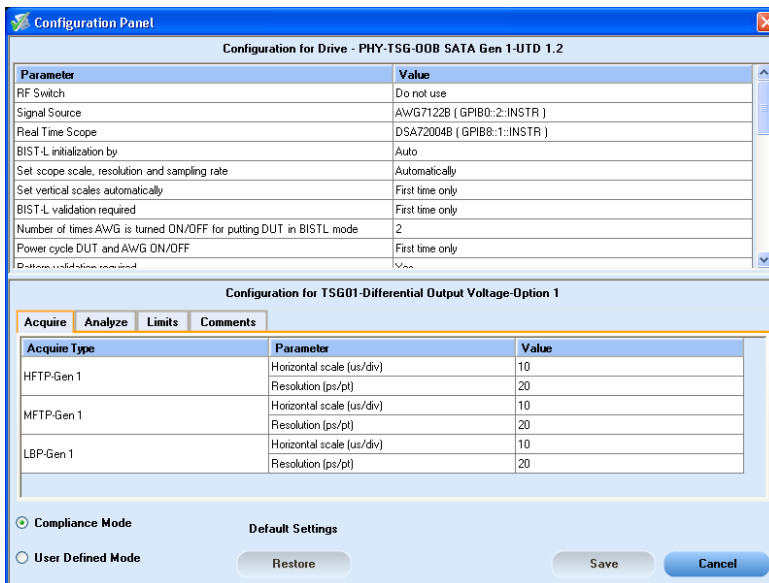 Configuration Panel
Configuration for Drive - PHY-TSG-OOB SATA Gen 1-UTD 1.2
Parameter Value
RF Switch Do not use
Signal Source AWG7122B ( GPIB0::2::INSTR )
Real Time Scope DSA72004B ( GPIB8::1::INSTR )
BIST-L initialization by Auto
Set scope scale, resolution and sampling rate Automatically
Set vertical scales automatically First time only
BIST-L validation required First time only
Number of times AWG is turned ON/OFF for putting DUT in BISTL mode 2
Power cycle DUT and AWG ON/OFF First time only
Pattern validation required Yes
Configuration for TSG01-Differential Output Voltage-Option 1
Acquire Analyze Limits Comments
Acquire Type Parameter Value
HFTP-Gen 1 Horizontal scale (us/div) 10
Resolution (ps/pt) 20
MFTP-Gen 1 Horizontal scale (us/div) 10
Resolution (ps/pt) 20
LBP-Gen 1 Horizontal scale (us/div) 10
Resolution (ps/pt) 20
Compliance Mode Default Settings
User Defined Mode Restore Save Cancel